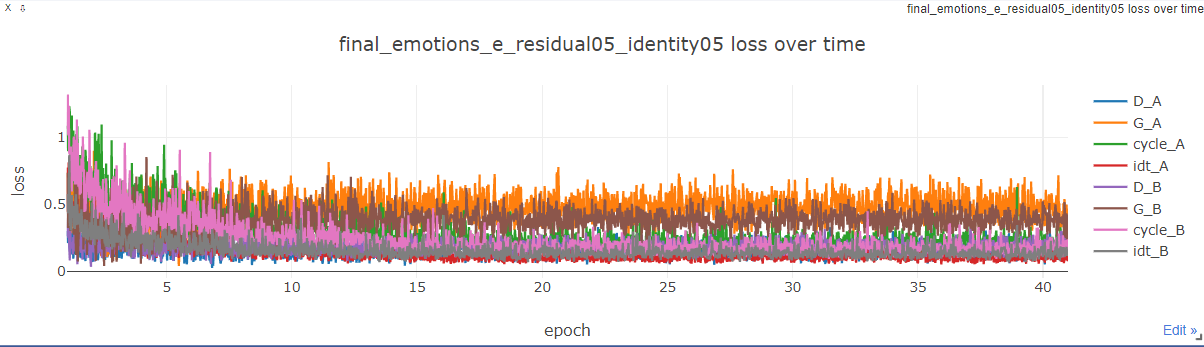 X ⇩ final_emotions_e_residual05_identity05 loss over time
final_emotions_e_residual05_identity05 loss over time
loss
1
0.5
0
5 10 15 20 25 30 35 40
epoch
D_A
G_A
cycle_A
idt_A
D_B
G_B
cycle_B
idt_B
Edit »